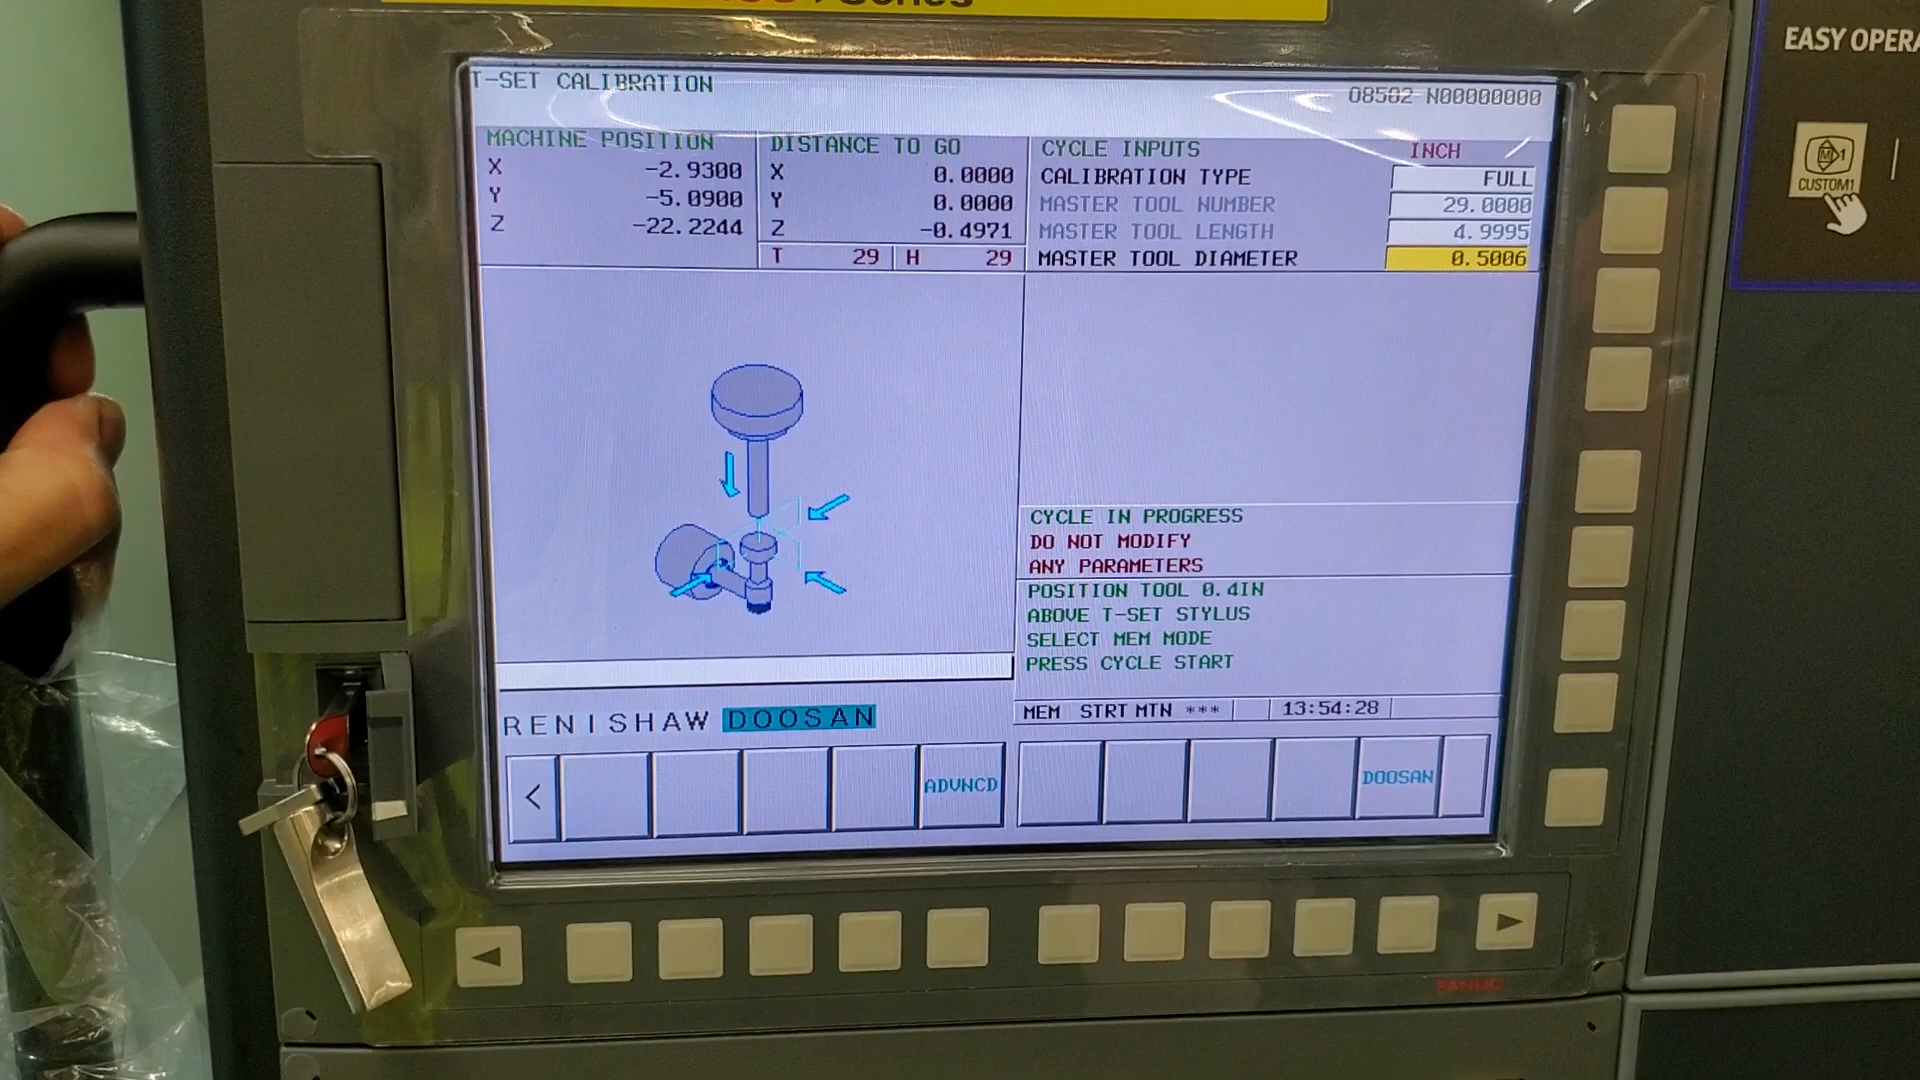 Series
EASY OPERA
T-SET CALIBRATION
O8502 N00000000
MACHINE POSITION
X -2.9300
Y -5.0900
Z -22.2244
DISTANCE TO GO
X 0.0000
Y 0.0000
Z -0.4971
T 29 H 29
CYCLE INPUTS INCH
CALIBRATION TYPE FULL
MASTER TOOL NUMBER 29.0000
MASTER TOOL LENGTH 4.9995
MASTER TOOL DIAMETER 0.5006
M 1
CUSTOM1
CYCLE IN PROGRESS
DO NOT MODIFY
ANY PARAMETERS
POSITION TOOL 0.4IN
ABOVE T-SET STYLUS
SELECT MEM MODE
PRESS CYCLE START
RENISHAW DOOSAN
MEM STRT MTN *** 13:54:28
< ADVNCD DOOSAN
FANUC